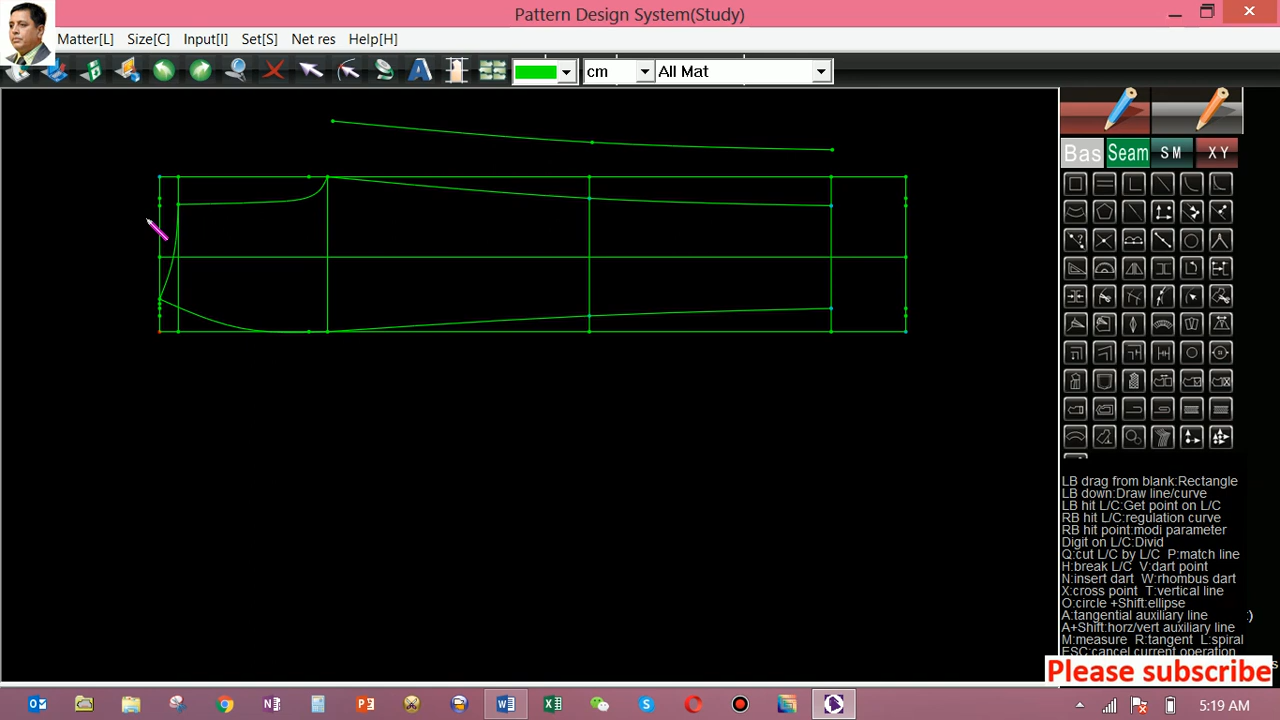 Pattern Design System(Study)
Matter[L] Size[C] Input[I] Set[S] Net res Help[H]
cm All Mat
Bas Seam S M X Y
LB drag from blank:Rectangle
LB down:Draw line/curve
LB hit L/C:Get point on L/C
RB hit L/C:regulation curve
RB hit point:modi parameter
Digit on L/C:Divid
Q:cut L/C by L/C P:match line
H:break L/C V:dart point
N:insert dart W:rhombus dart
X:cross point T:vertical line
O:circle +Shift:ellipse
A:tangential auxiliary line :)
A+Shift:horz/vert auxiliary line
M:measure R:tangent L:spiral
ESC:cancel current operation
Please subscribe
5:19 AM